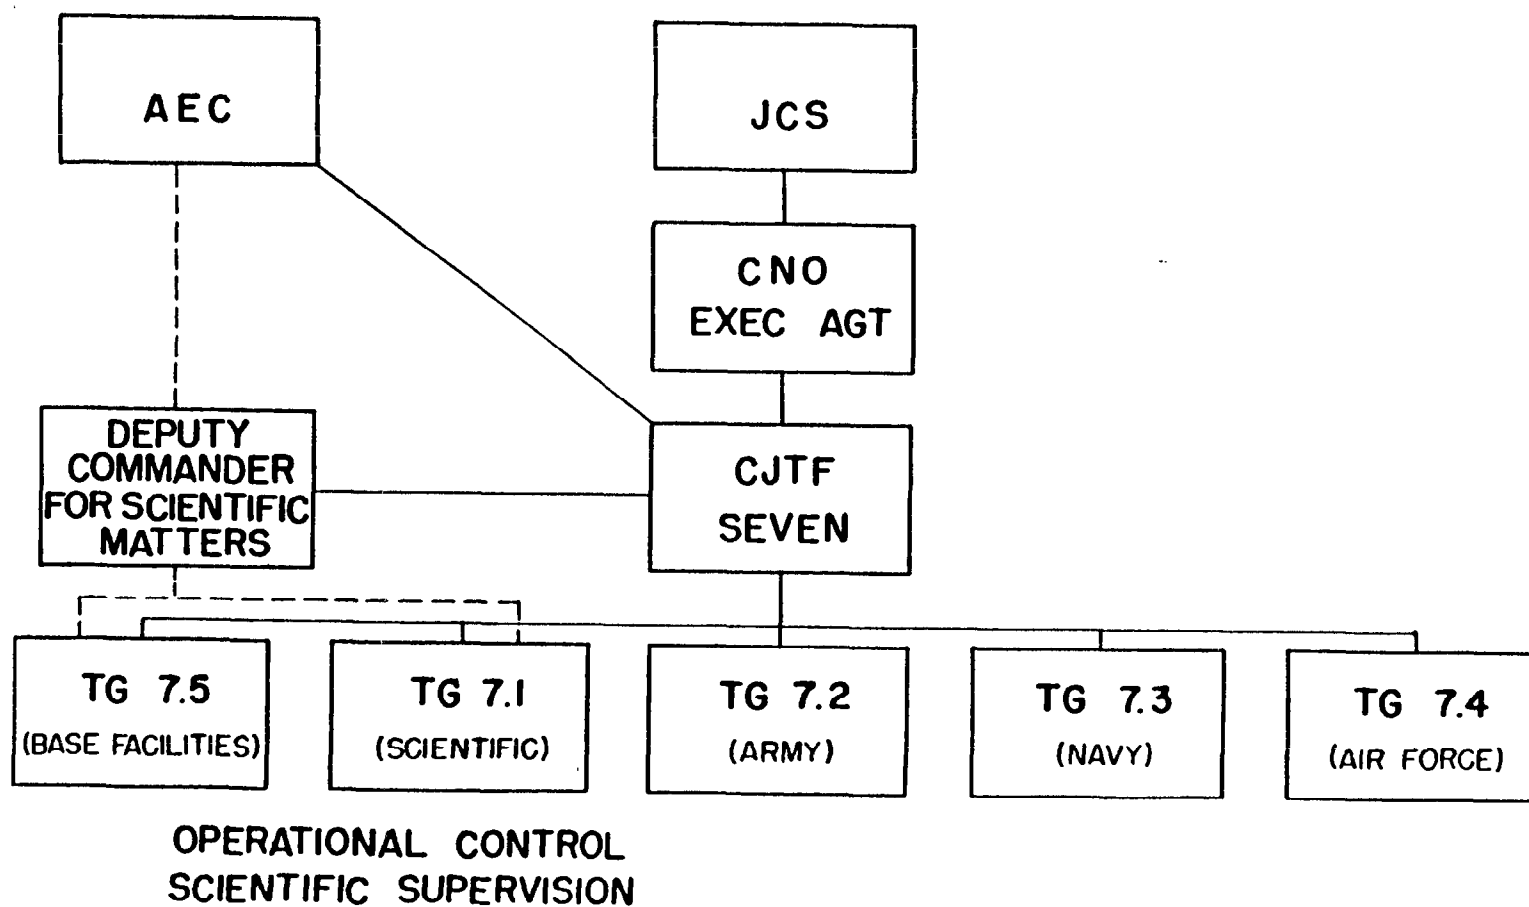 AEC
JCS
CNO
EXEC AGT
DEPUTY
COMMANDER
FOR SCIENTIFIC
MATTERS
CJTF
SEVEN
TG 7.5
(BASE FACILITIES)
TG 7.1
(SCIENTIFIC)
TG 7.2
(ARMY)
TG 7.3
(NAVY)
TG 7.4
(AIR FORCE)
OPERATIONAL CONTROL
SCIENTIFIC SUPERVISION